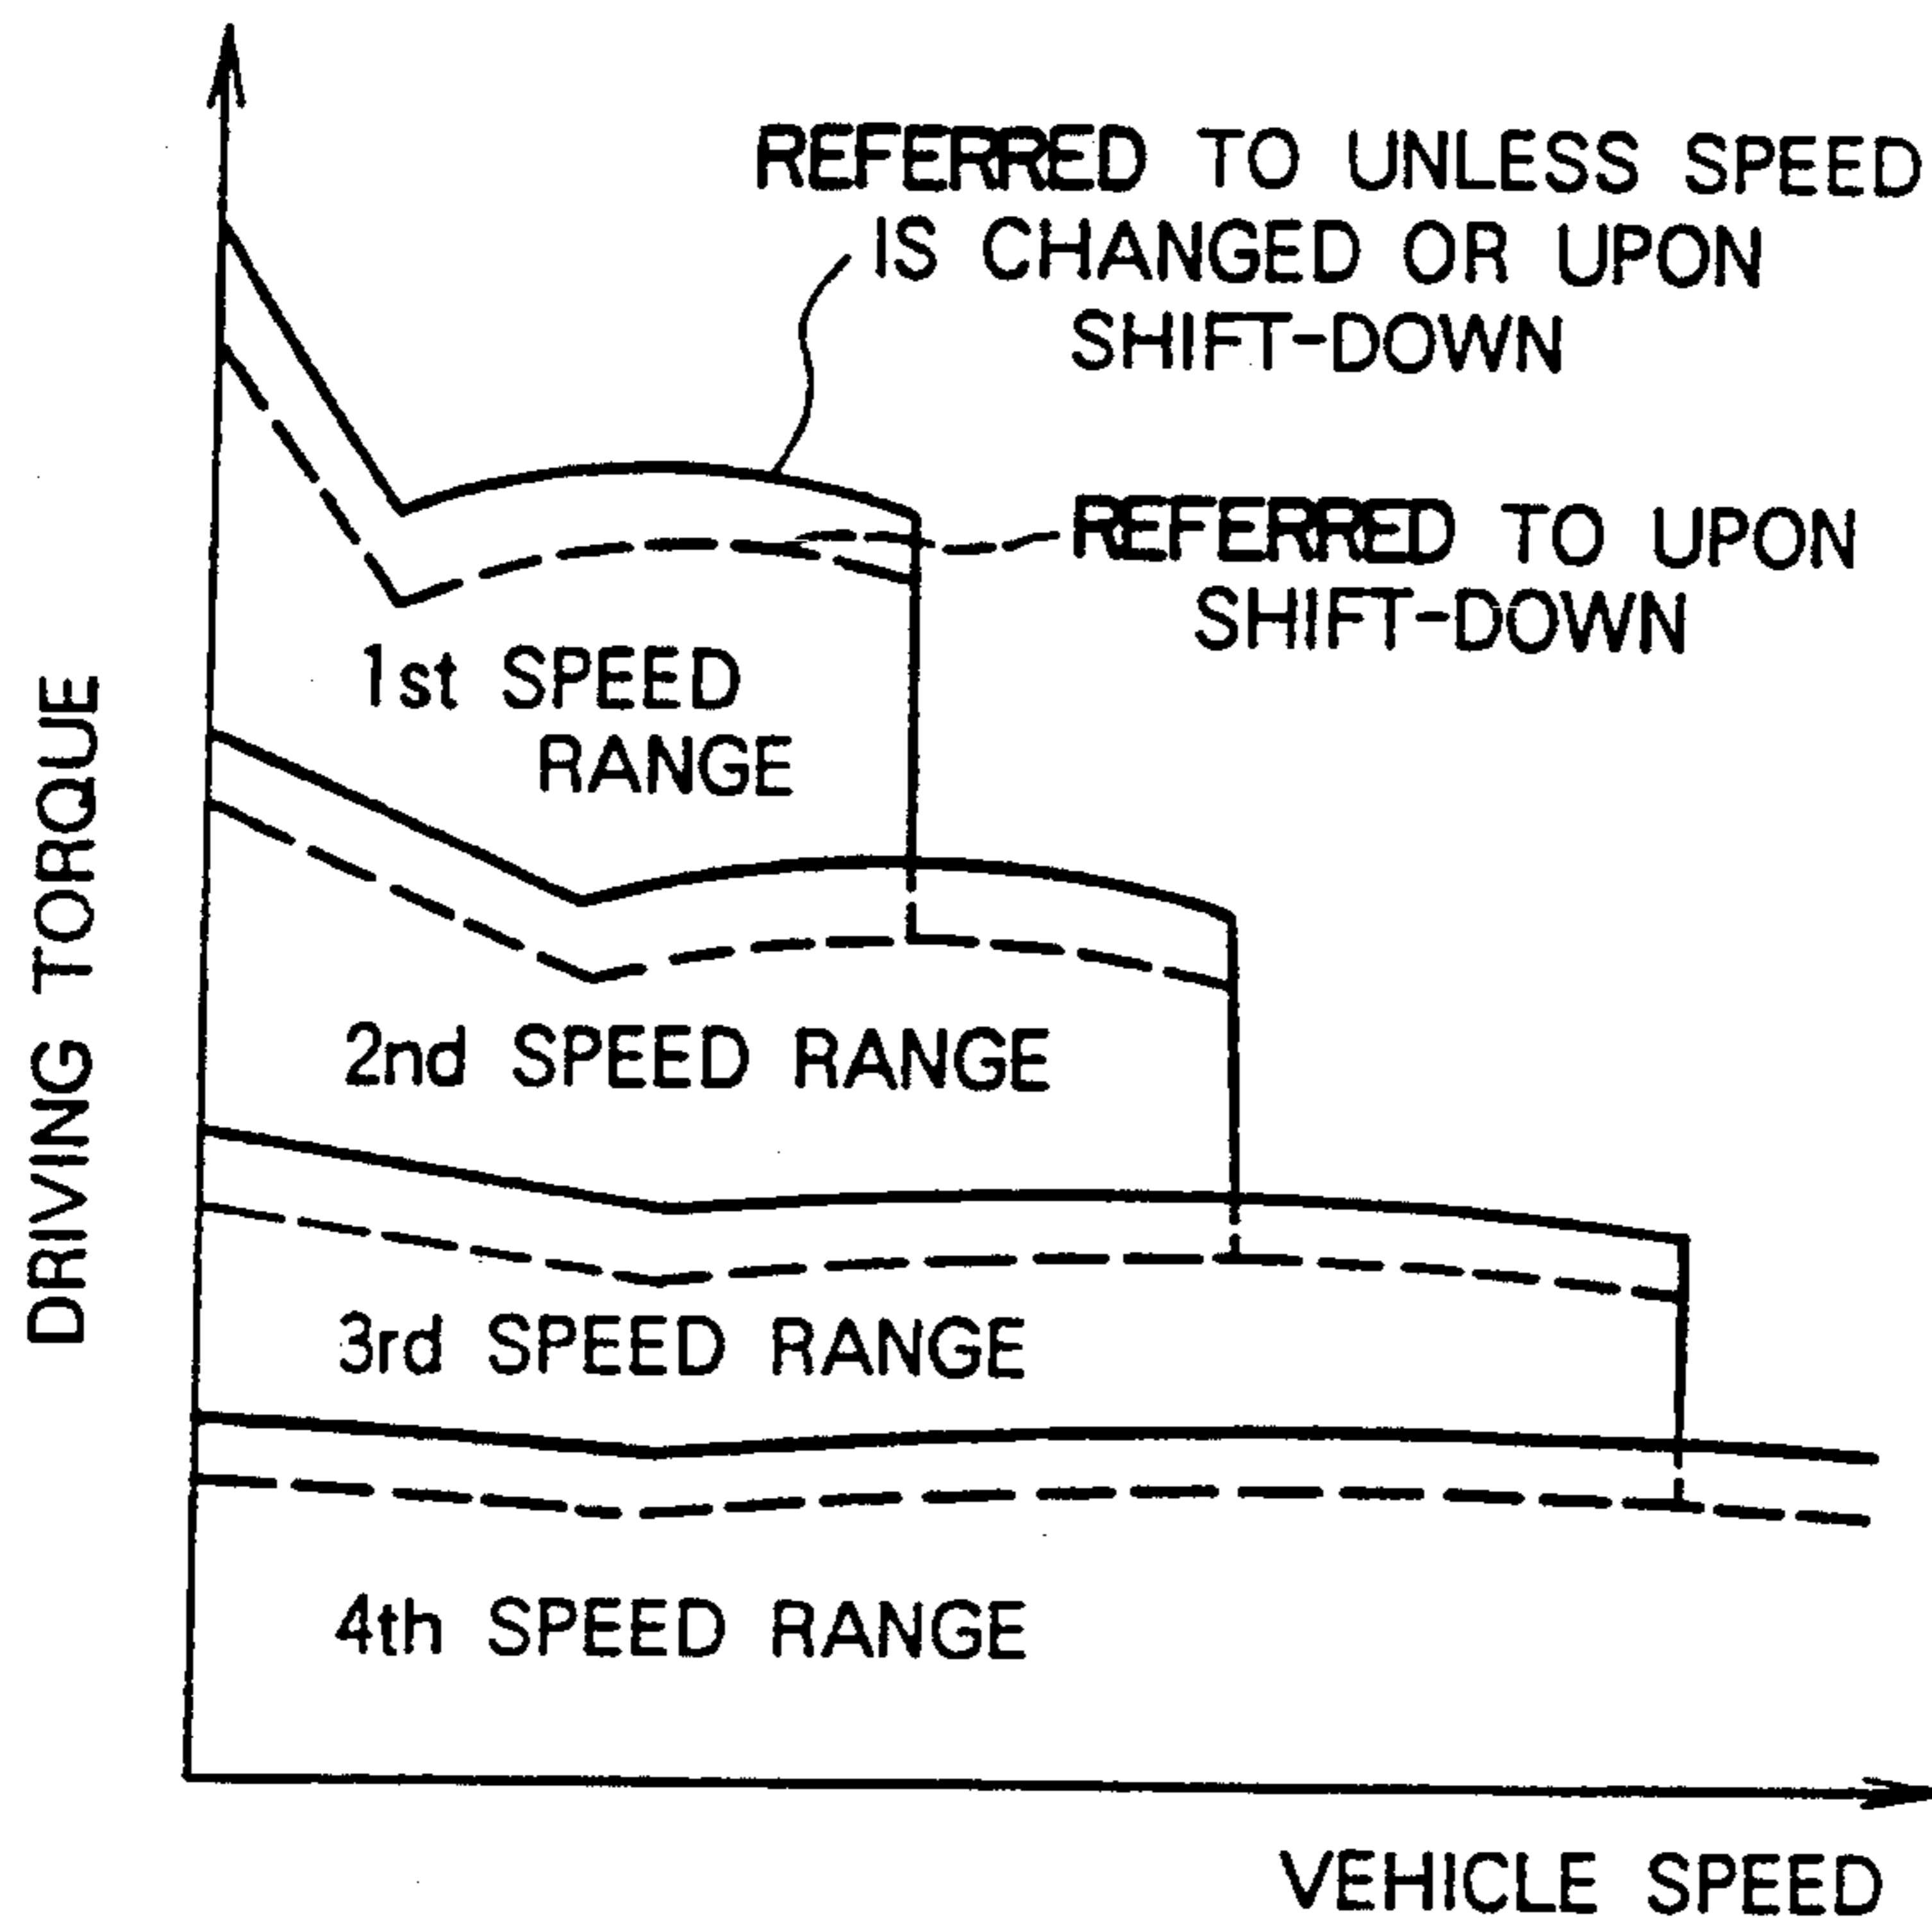 REFERRED TO UNLESS SPEED
IS CHANGED OR UPON
SHIFT-DOWN
REFERRED TO UPON
SHIFT-DOWN
1st SPEED
RANGE
2nd SPEED RANGE
3rd SPEED RANGE
4th SPEED RANGE
DRIVING TORQUE
VEHICLE SPEED